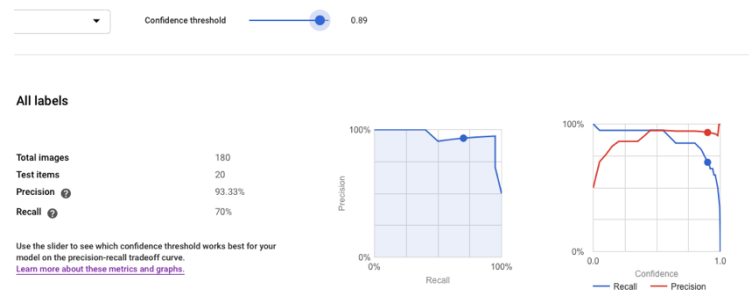 Confidence threshold 0.89
All labels
Total images 180
Test items 20
Precision ? 93.33%
Recall ? 70%
Use the slider to see which confidence threshold works best for your
model on the precision-recall tradeoff curve.
Learn more about these metrics and graphs.
100%
Precision
0%
0% 100%
Recall
100%
0%
0.0 1.0
Confidence
Recall Precision